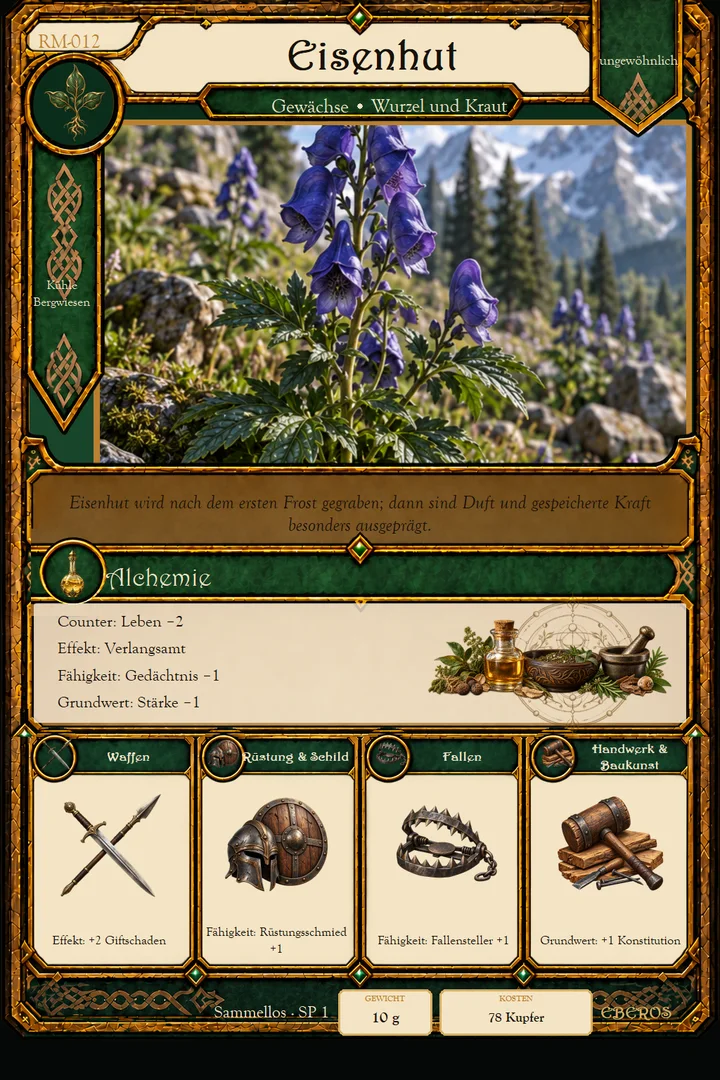 RM-012
Eisenhut
ungewöhnlich
Gewächse • Wurzel und Kraut
Kühle
Bergwiesen
Eisenhut wird nach dem ersten Frost gegraben; dann sind Duft und gespeicherte Kraft
besonders ausgeprägt.
Alchemie
Counter: Leben −2
Effekt: Verlangsamt
Fähigkeit: Gedächtnis −1
Grundwert: Stärke −1
Waffen
Effekt: +2 Giftschaden
Rüstung & Schild
Fähigkeit: Rüstungsschmied
+1
Fallen
Fähigkeit: Fallensteller +1
Handwerk &
Baukunst
Grundwert: +1 Konstitution
Sammellos · SP 1
GEWICHT
10 g
KOSTEN
78 Kupfer
EBEROS